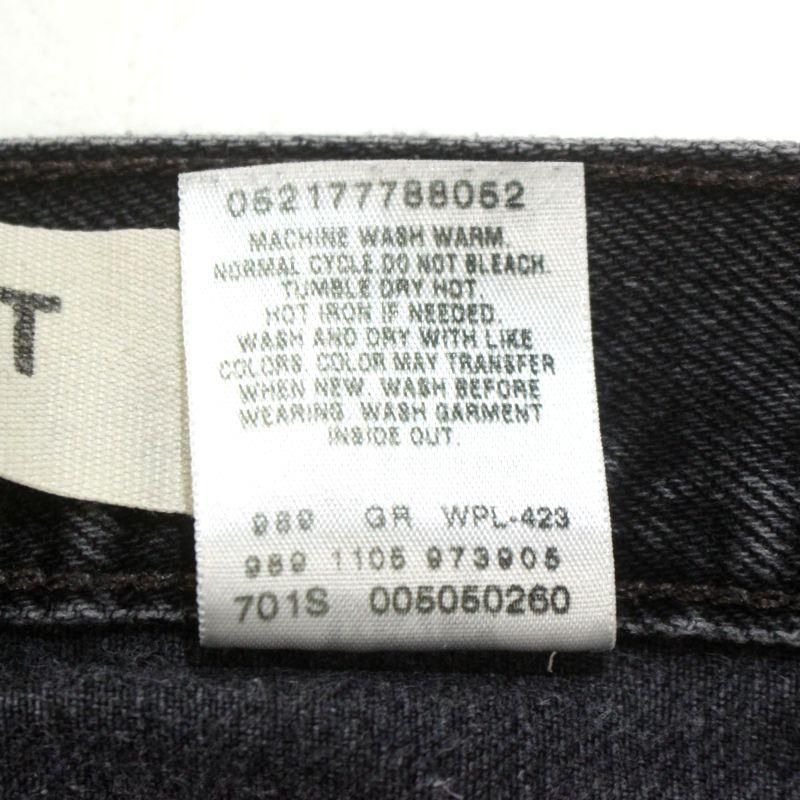 052177788052
T
MACHINE WASH WARM.
NORMAL CYCLE.DO NOT BLEACH.
TUMBLE DRY HOT.
HOT IRON IF NEEDED.
WASH AND DRY WITH LIKE
COLORS. COLOR MAY TRANSFER
WHEN NEW. WASH BEFORE
WEARING. WASH GARMENT
INSIDE OUT.
989 GR WPL-423
989 1105 973905
701S 005050260